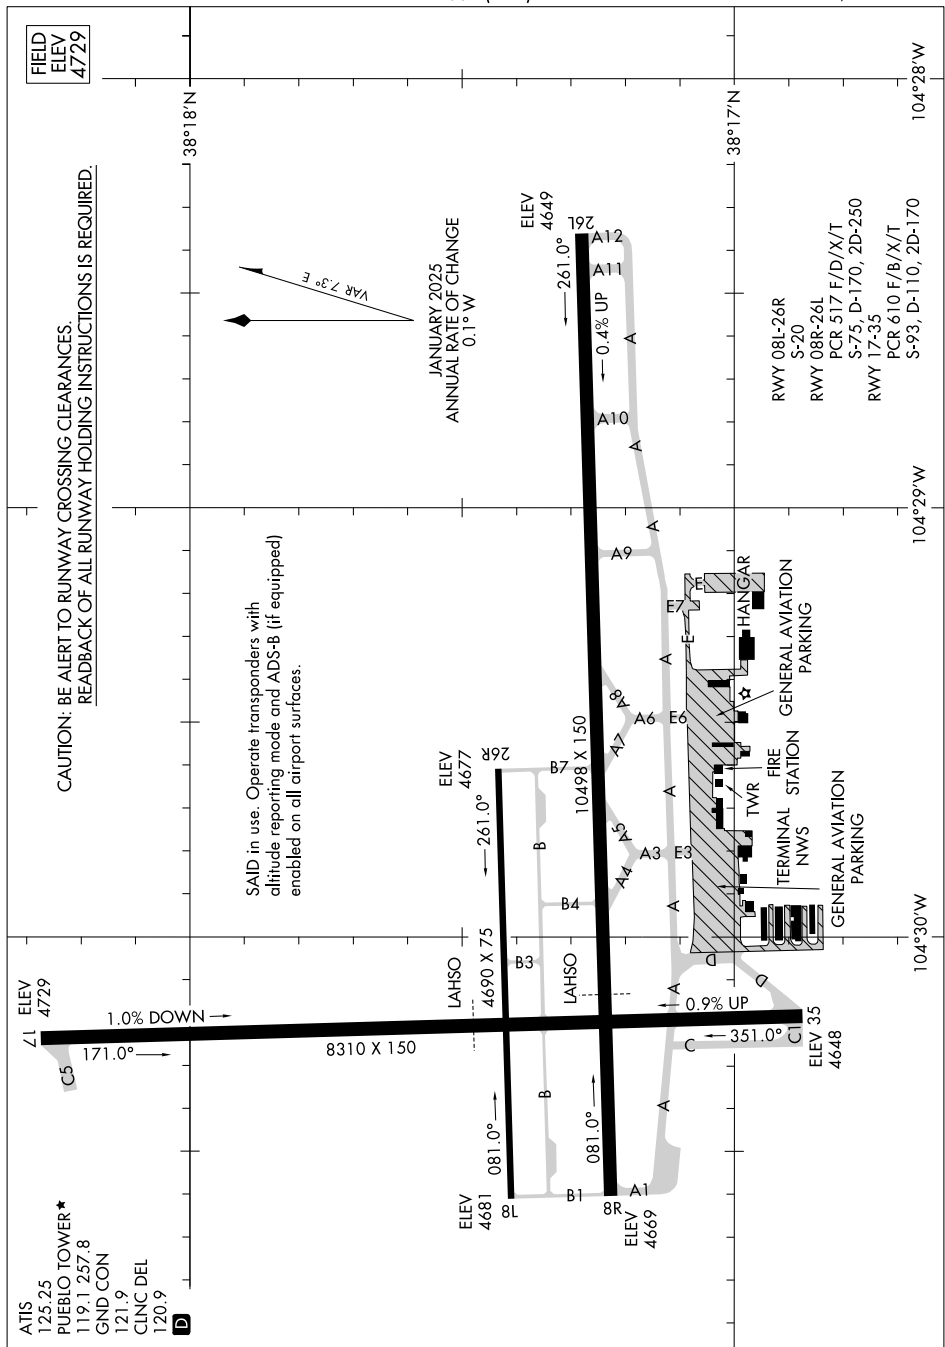 FIELD
ELEV
4729
CAUTION: BE ALERT TO RUNWAY CROSSING CLEARANCES.
READBACK OF ALL RUNWAY HOLDING INSTRUCTIONS IS REQUIRED.
ATIS
125.25
PUEBLO TOWER★
119.1 257.8
GND CON
121.9
CLNC DEL
120.9
D
SAID in use. Operate transponders with
altitude reporting mode and ADS-B (if equipped)
enabled on all airport surfaces.
VAR 7.3° E
JANUARY 2025
ANNUAL RATE OF CHANGE
0.1° W
38°18'N
38°17'N
104°28'W
104°29'W
104°30'W
ELEV
4729
17
C5
171.0°
1.0% DOWN
8310 X 150
LAHSO
ELEV
4681
8L
081.0°
4690 X 75
261.0°
26R
ELEV
4677
B1
B
B3
B4
B
B7
LAHSO
ELEV
4669
8R
081.0°
10498 X 150
0.4% UP
261.0°
26L
ELEV
4649
A1
A
A
A
A
A
A
A
A
A3
A4
A5
A6
A7
A8
A9
A10
A11
A12
C
C1
D
D
E
E
E3
E6
E7
0.9% UP
351.0°
ELEV 35
4648
HANGAR
GENERAL AVIATION
PARKING
FIRE
STATION
TWR
TERMINAL
NWS
GENERAL AVIATION
PARKING
RWY 08L-26R
S-20
RWY 08R-26L
PCR 517 F/D/X/T
S-75, D-170, 2D-250
RWY 17-35
PCR 610 F/B/X/T
S-93, D-110, 2D-170